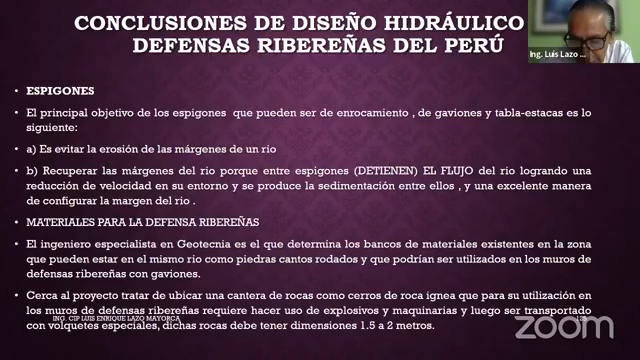 CONCLUSIONES DE DISEÑO HIDRÁULICO
DEFENSAS RIBEREÑAS DEL PERÚ
Ing. Luis Lazo ...
• ESPIGONES
• El principal objetivo de los espigones que pueden ser de enrocamiento , de gaviones y tabla-estacas es lo
siguiente:
a) Es evitar la erosión de las márgenes de un rio
• b) Recuperar las márgenes del rio porque entre espigones (DETIENEN) EL FLUJO del rio logrando una
reducción de velocidad en su entorno y se produce la sedimentación entre ellos , y una excelente manera
de configurar la margen del rio .
• MATERIALES PARA LA DEFENSA RIBEREÑAS
• El ingeniero especialista en Geotecnia es el que determina los bancos de materiales existentes en la zona
que pueden estar en el mismo rio como piedras cantos rodados y que podrían ser utilizados en los muros de
defensas ribereñas con gaviones.
• Cerca al proyecto tratar de ubicar una cantera de rocas como cerros de roca ignea que para su utilización en
los muros de defensas ribereñas requiere hacer uso de explosivos y maquinarias y luego ser transportado
con volquetes especiales, dichas rocas debe tener dimensiones 1.5 a 2 metros.
ING. CIP LUIS ENRIQUE LAZO MAYORCA
zoom